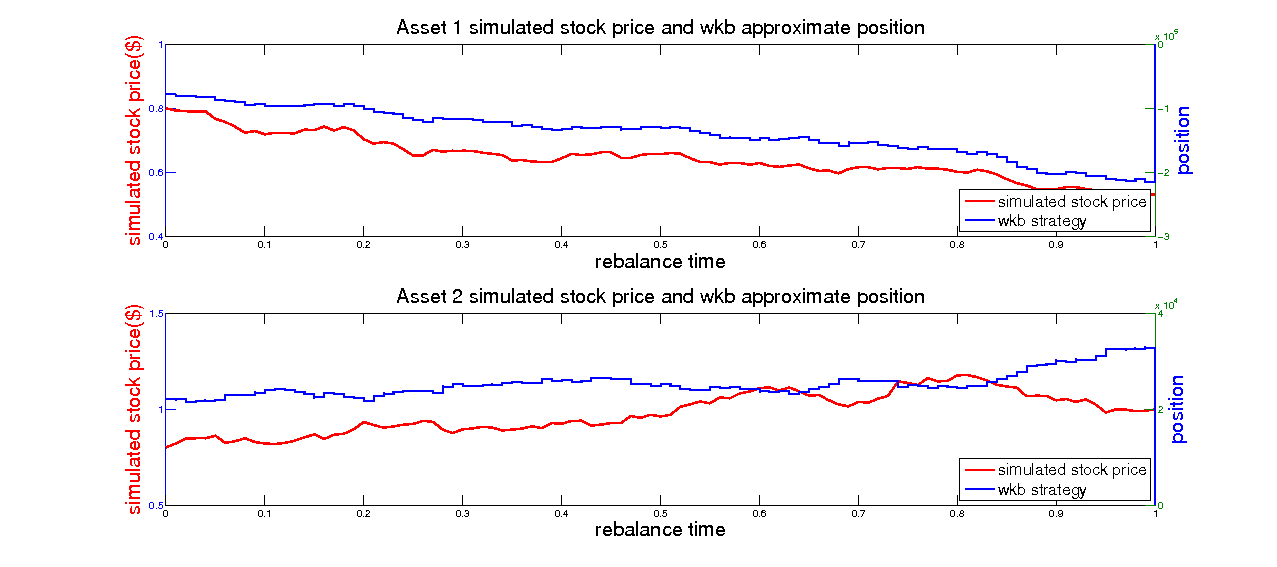 Asset 1 simulated stock price and wkb approximate position
simulated stock price($)
1
0.8
0.6
0.4
0
0.1
0.2
0.3
0.4
0.5
0.6
0.7
0.8
0.9
1
rebalance time
0
-1
-2
-3
position
simulated stock price
wkb strategy
Asset 2 simulated stock price and wkb approximate position
simulated stock price($)
1.5
1
0.5
0
0.1
0.2
0.3
0.4
0.5
0.6
0.7
0.8
0.9
1
rebalance time
x 10^4
4
2
0
position
simulated stock price
wkb strategy